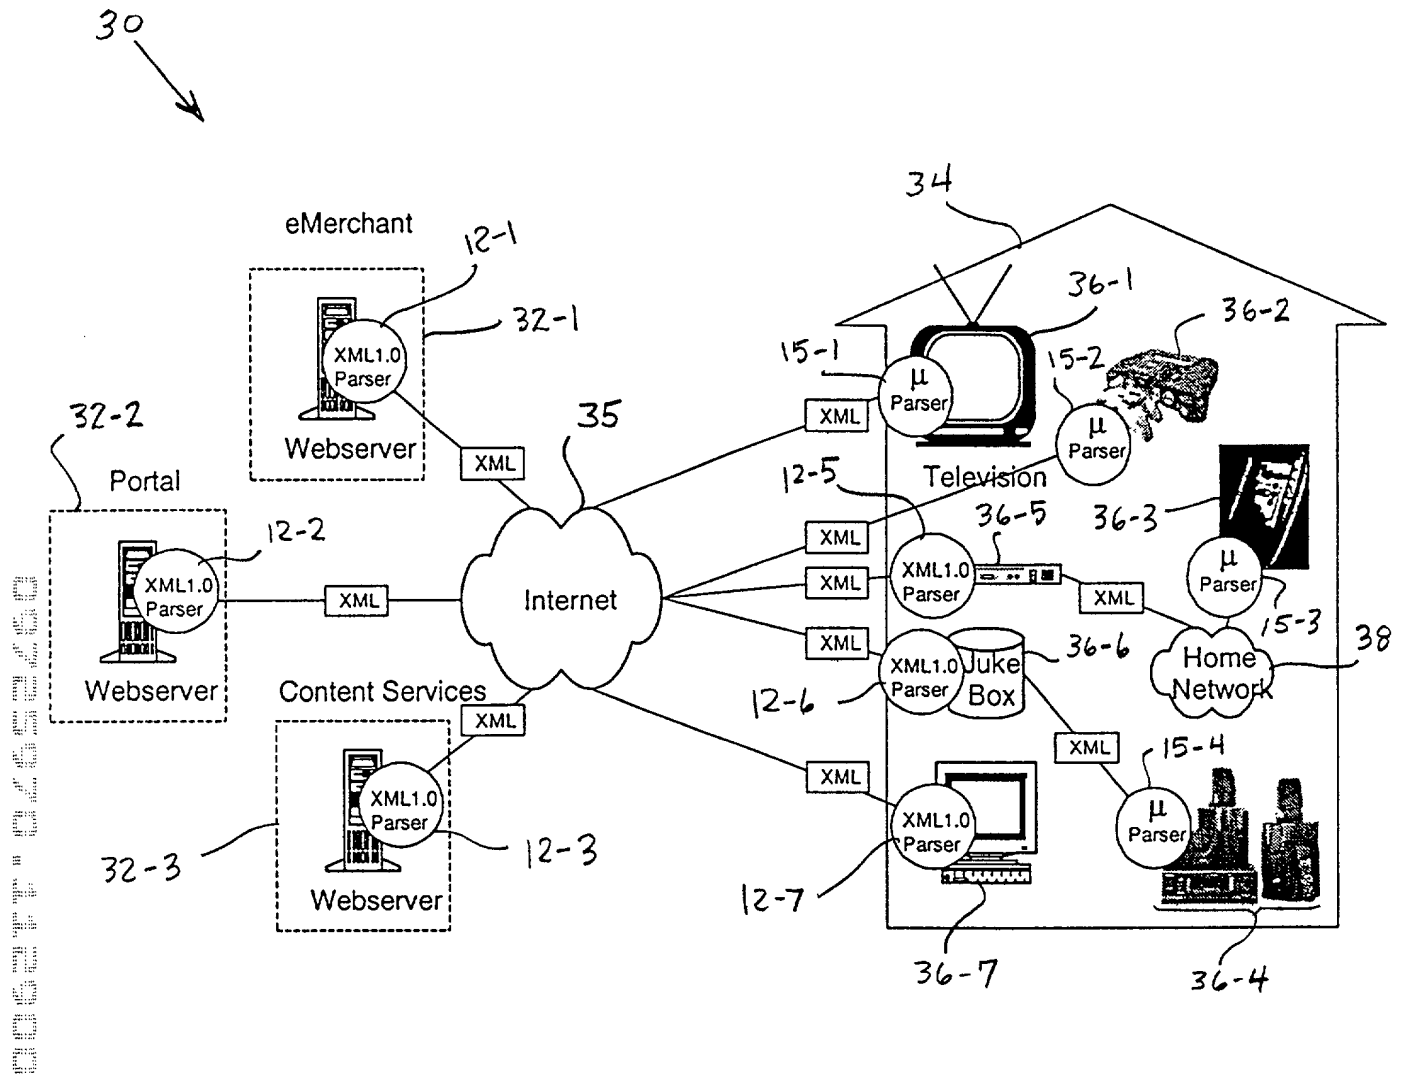 30
34
eMerchant
12-1
36-1
36-2
32-1
15-1
15-2
XML1.0
Parser
μ
Parser
32-2
35
XML
μ
Parser
Webserver
XML
Portal
Television
12-5
36-3
36-5
12-2
XML
μ
Parser
XML1.0
Parser
XML
Internet
XML
XML1.0
Parser
XML
15-3
38
XML
36-6
Home
Network
Juke
Box
XML1.0
Parser
Webserver
Content Services
12-6
XML
XML
15-4
XML
XML1.0
Parser
XML1.0
Parser
μ
Parser
32-3
12-3
Webserver
12-7
36-7
36-4